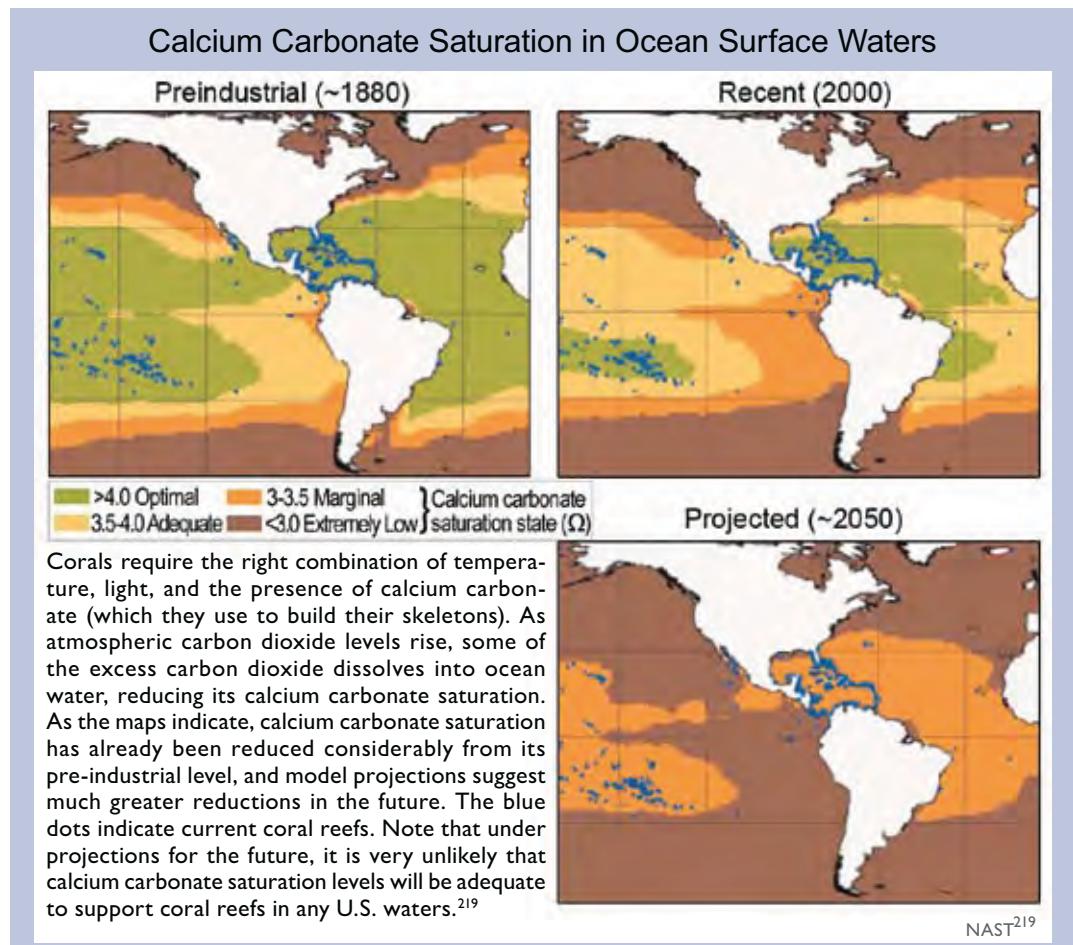 Calcium Carbonate Saturation in Ocean Surface Waters
Preindustrial (~1880)
Recent (2000)
>4.0 Optimal
3-3.5 Marginal
3.5-4.0 Adequate
<3.0 Extremely Low
Calcium carbonate
saturation state (Ω)
Projected (~2050)
Corals require the right combination of tempera-
ture, light, and the presence of calcium carbon-
ate (which they use to build their skeletons). As
atmospheric carbon dioxide levels rise, some of
the excess carbon dioxide dissolves into ocean
water, reducing its calcium carbonate saturation.
As the maps indicate, calcium carbonate saturation
has already been reduced considerably from its
pre-industrial level, and model projections suggest
much greater reductions in the future. The blue
dots indicate current coral reefs. Note that under
projections for the future, it is very unlikely that
calcium carbonate saturation levels will be adequate
to support coral reefs in any U.S. waters.²¹⁹
NAST²¹⁹